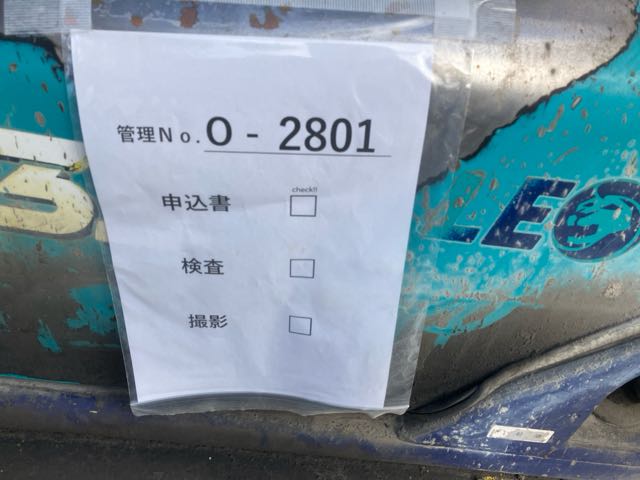 管理No. O - 2801
check!!
申込書 □
検査 □
撮影 □
LEO